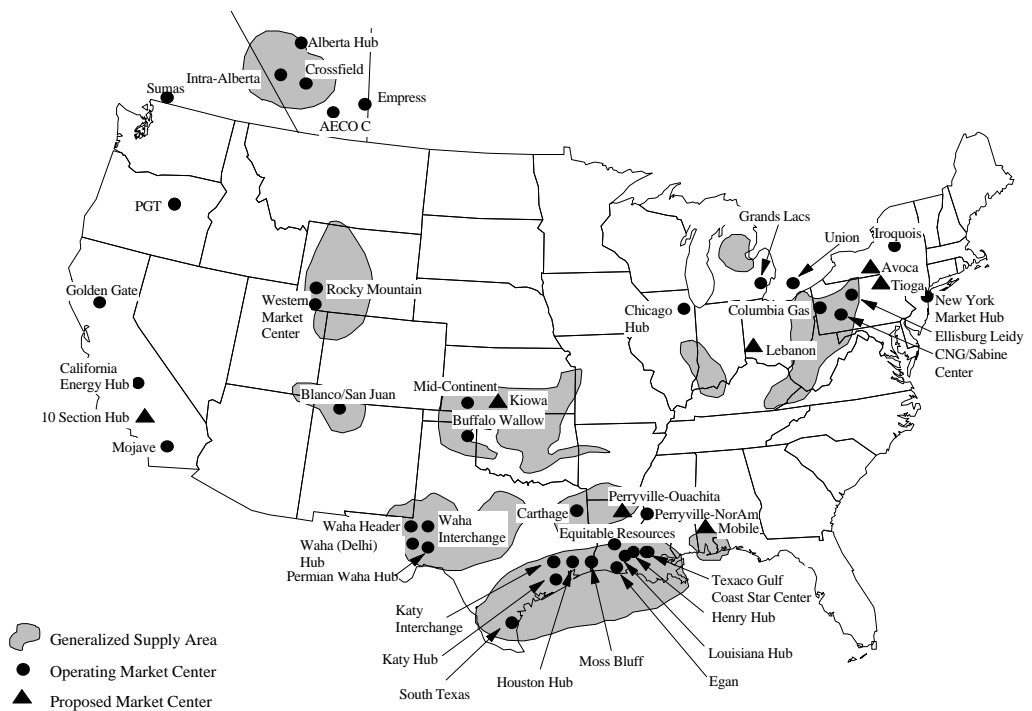 Alberta Hub
Intra-Alberta
Crossfield
Sumas
Empress
AECO C
PGT
Grands Lacs
Union
Iroquois
Avoca
Tioga
Golden Gate
Rocky Mountain
Western
Market
Center
Chicago
Hub
Columbia Gas
New York
Market Hub
Ellisburg Leidy
CNG/Sabine
Center
Lebanon
California
Energy Hub
Blanco/San Juan
Mid-Continent
Kiowa
10 Section Hub
Buffalo Wallow
Mojave
Perryville-Ouachita
Carthage
Perryville-NorAm
Waha Header
Waha
Interchange
Equitable Resources
Mobile
Waha (Delhi)
Hub
Permian Waha Hub
Texaco Gulf
Coast Star Center
Katy
Interchange
Henry Hub
Katy Hub
Moss Bluff
Louisiana Hub
South Texas
Houston Hub
Egan
Generalized Supply Area
Operating Market Center
Proposed Market Center